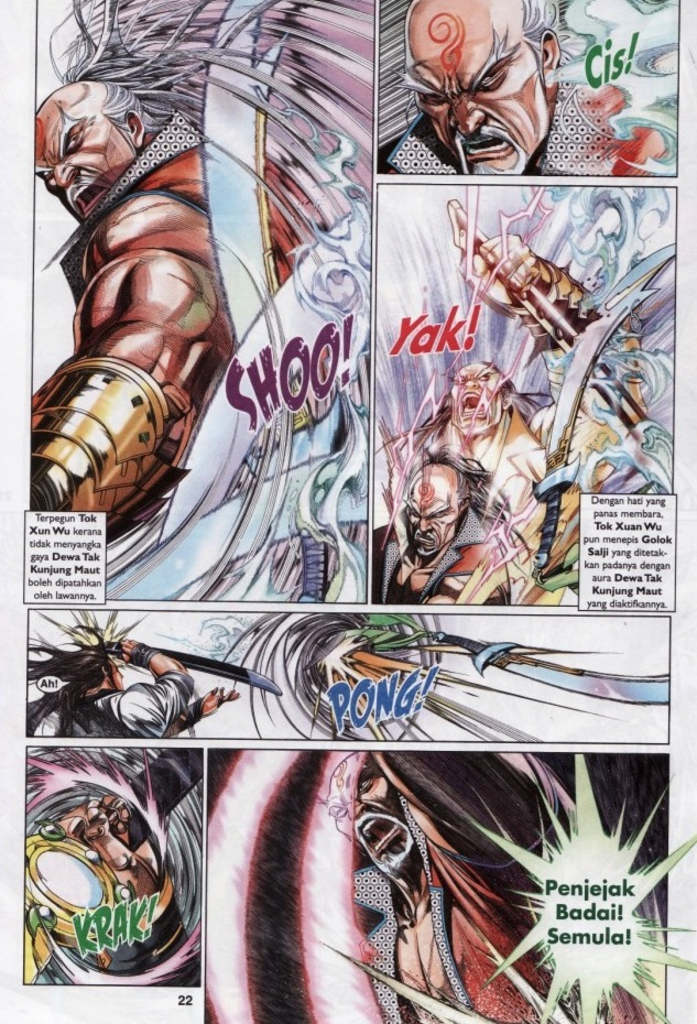 SHOO!
Terpegun Tok
Xun Wu kerana
tidak menyangka
gaya Dewa Tak
Kunjung Maut
boleh dipatahkan
oleh lawannya.
Cis!
Yak!
Dengan hati yang
panas membara,
Tok Xuan Wu
pun menepis Golok
Salji yang ditetak-
kan padanya dengan
aura Dewa Tak
Kunjung Maut
yang diaktifkannya.
Ah!
PONG!
KRAK!
Penjejak
Badai!
Semula!
22